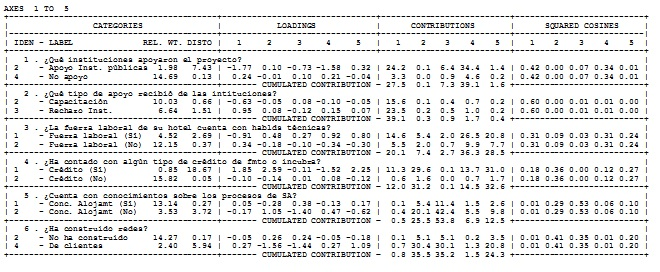 AXES 1 TO 5
CATEGORIES | LOADINGS | CONTRIBUTIONS | SQUARED COSINES
IDEN - LABEL REL. WT. DISTO | 1 2 3 4 5 | 1 2 3 4 5 | 1 2 3 4 5
1 . ¿Qué instituciones apoyaron el proyecto?
2 - Apoyo Inst. públicas 1.98 7.43 | -1.77 0.10 -0.73 -1.58 0.32 | 24.2 0.1 6.4 34.4 1.4 | 0.42 0.00 0.07 0.34 0.01
4 - No apoyo 14.69 0.13 | 0.24 -0.01 0.10 0.21 -0.04 | 3.3 0.0 0.9 4.6 0.2 | 0.42 0.00 0.07 0.34 0.01
CUMULATED CONTRIBUTION - 27.5 0.1 7.3 39.1 1.6
2 . ¿Qué tipo de apoyo recibió de las intituciones?
2 - Capacitación 10.03 0.66 | -0.63 -0.05 0.08 -0.10 -0.05 | 15.6 0.1 0.4 0.7 0.2 | 0.60 0.00 0.01 0.01 0.00
3 - Rechazo Inst. 6.64 1.51 | 0.95 0.08 -0.12 0.15 0.07 | 23.5 0.2 0.5 1.0 0.2 | 0.60 0.00 0.01 0.01 0.00
CUMULATED CONTRIBUTION - 39.1 0.3 0.9 1.7 0.4
3 . ¿La fuerza laboral de su hotel cuenta con habids técnicas?
1 - Fuerza laboral (Sí) 4.52 2.69 | -0.91 0.48 0.27 0.92 0.80 | 14.6 5.4 2.0 26.5 20.8 | 0.31 0.09 0.03 0.31 0.24
2 - Fuerza laboral (No) 12.15 0.37 | 0.34 -0.18 -0.10 -0.34 -0.30 | 5.5 2.0 0.7 9.9 7.7 | 0.31 0.09 0.03 0.31 0.24
CUMULATED CONTRIBUTION - 20.1 7.4 2.7 36.3 28.5
4 . ¿Ha contado con algún tipo de crédito de fmto o incuba?
1 - Crédito (Sí) 0.85 18.67 | 1.85 2.59 -0.11 -1.52 2.25 | 11.3 29.6 0.1 13.7 31.0 | 0.18 0.36 0.00 0.12 0.27
2 - Crédito (No) 15.82 0.05 | -0.10 -0.14 0.01 0.08 -0.12 | 0.6 1.6 0.0 0.7 1.7 | 0.18 0.36 0.00 0.12 0.27
CUMULATED CONTRIBUTION - 12.0 31.2 0.1 14.5 32.6
5 . ¿Cuenta con conocimientos sobre los procesos de SA?
1 - Conc. Alojamt (Sí) 13.14 0.27 | 0.05 -0.28 0.38 -0.13 0.17 | 0.1 5.4 11.4 1.5 2.6 | 0.01 0.29 0.53 0.06 0.10
2 - Conc. Alojamt (No) 3.53 3.72 | -0.17 1.05 -1.40 0.47 -0.62 | 0.4 20.1 42.4 5.5 9.8 | 0.01 0.29 0.53 0.06 0.10
CUMULATED CONTRIBUTION - 0.5 25.5 53.8 6.9 12.5
6 . ¿Ha construido redes?
2 - No ha construido 14.27 0.17 | -0.05 0.26 0.24 -0.05 -0.18 | 0.1 5.1 5.1 0.2 3.5 | 0.01 0.41 0.35 0.01 0.20
4 - De clientes 2.40 5.94 | 0.27 -1.56 -1.44 0.27 1.09 | 0.7 30.4 30.1 1.3 20.8 | 0.01 0.41 0.35 0.01 0.20
CUMULATED CONTRIBUTION - 0.8 35.5 35.2 1.5 24.3